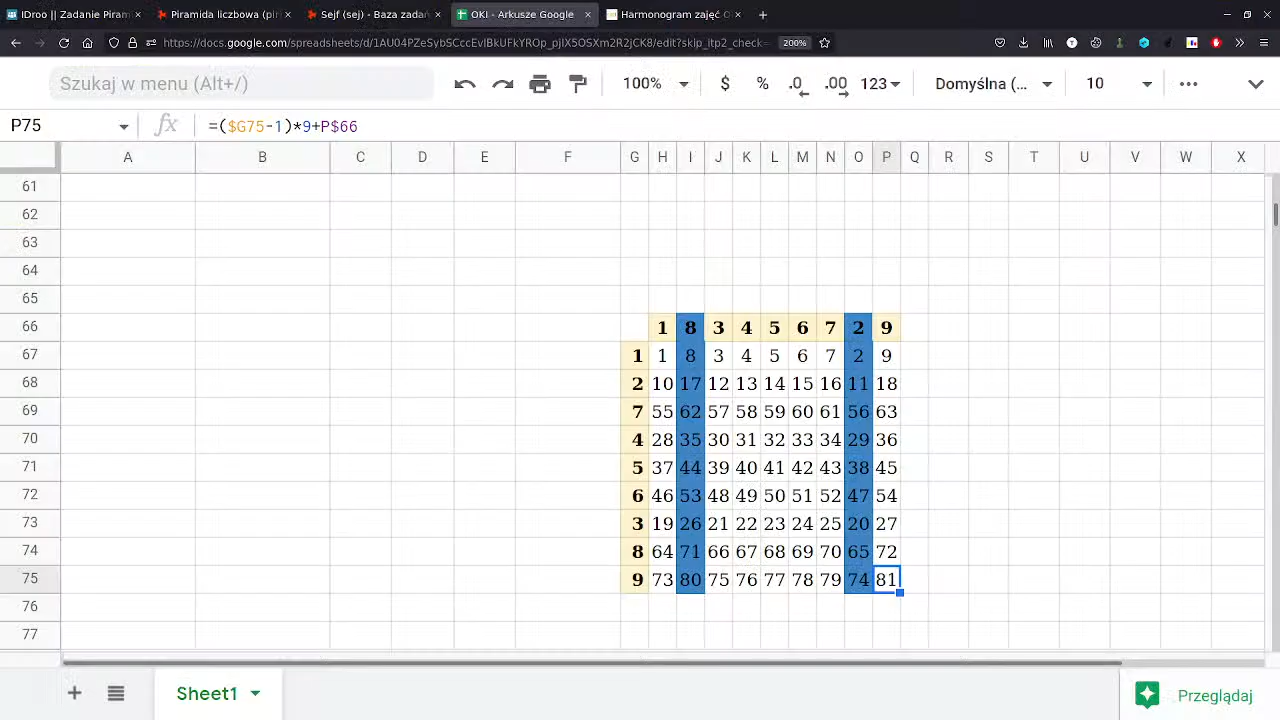 IDro || Zadanie Piram
Piramida liczbowa (pir
Sejf (sej) - Baza zadań
OKI - Arkusze Google
Harmonogram zajęć O
https://docs.google.com/spreadsheets/d/1AU04PZeSybSCccEvIBkUFkYROp_pjIX5OSXm2R2jCK8/edit?skip_itp2_check=
200%
Szukaj w menu (Alt+/)
100%
$
%
.0
.00
123
Domyślna (...
10
P75
fx
=($G75-1)*9+P$66
A B C D E F G H I J K L M N O P Q R S T U V W X
61
62
63
64
65
66 1 8 3 4 5 6 7 2 9
67 1 1 8 3 4 5 6 7 2 9
68 2 10 17 12 13 14 15 16 11 18
69 7 55 62 57 58 59 60 61 56 63
70 4 28 35 30 31 32 33 34 29 36
71 5 37 44 39 40 41 42 43 38 45
72 6 46 53 48 49 50 51 52 47 54
73 3 19 26 21 22 23 24 25 20 27
74 8 64 71 66 67 68 69 70 65 72
75 9 73 80 75 76 77 78 79 74 81
76
77
Sheet1
Przeglądaj